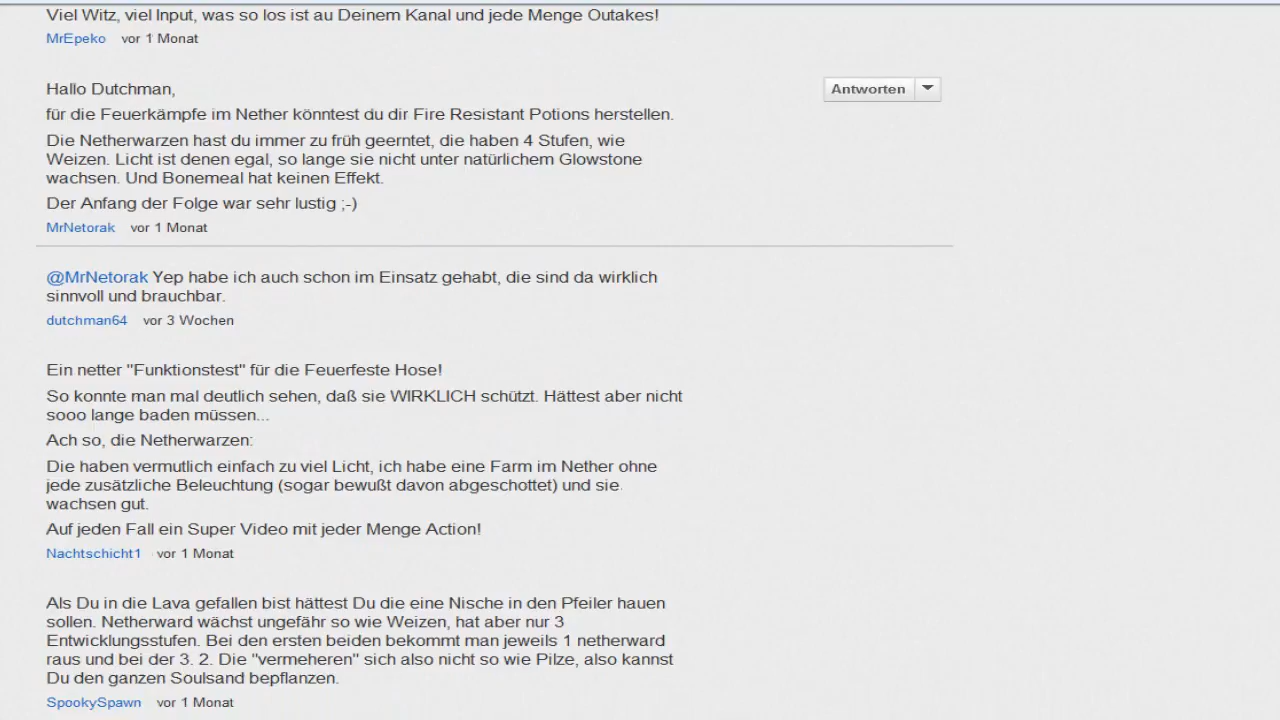 Viel Witz, viel Input, was so los ist au Deinem Kanal und jede Menge Outakes!
MrEpeko vor 1 Monat
Hallo Dutchman,
Antworten
für die Feuerkämpfe im Nether könntest du dir Fire Resistant Potions herstellen.
Die Netherwarzen hast du immer zu früh geerntet, die haben 4 Stufen, wie
Weizen. Licht ist denen egal, so lange sie nicht unter natürlichem Glowstone
wachsen. Und Bonemeal hat keinen Effekt.
Der Anfang der Folge war sehr lustig ;-)
MrNetorak vor 1 Monat
@MrNetorak Yep habe ich auch schon im Einsatz gehabt, die sind da wirklich
sinnvoll und brauchbar.
dutchman64 vor 3 Wochen
Ein netter "Funktionstest" für die Feuerfeste Hose!
So konnte man mal deutlich sehen, daß sie WIRKLICH schützt. Hättest aber nicht
sooo lange baden müssen...
Ach so, die Netherwarzen:
Die haben vermutlich einfach zu viel Licht, ich habe eine Farm im Nether ohne
jede zusätzliche Beleuchtung (sogar bewußt davon abgeschottet) und sie
wachsen gut.
Auf jeden Fall ein Super Video mit jeder Menge Action!
Nachtschicht1 vor 1 Monat
Als Du in die Lava gefallen bist hättest Du die eine Nische in den Pfeiler hauen
sollen. Netherward wächst ungefähr so wie Weizen, hat aber nur 3
Entwicklungsstufen. Bei den ersten beiden bekommt man jeweils 1 netherward
raus und bei der 3. 2. Die "vermeheren" sich also nicht so wie Pilze, also kannst
Du den ganzen Soulsand bepflanzen.
SpookySpawn vor 1 Monat